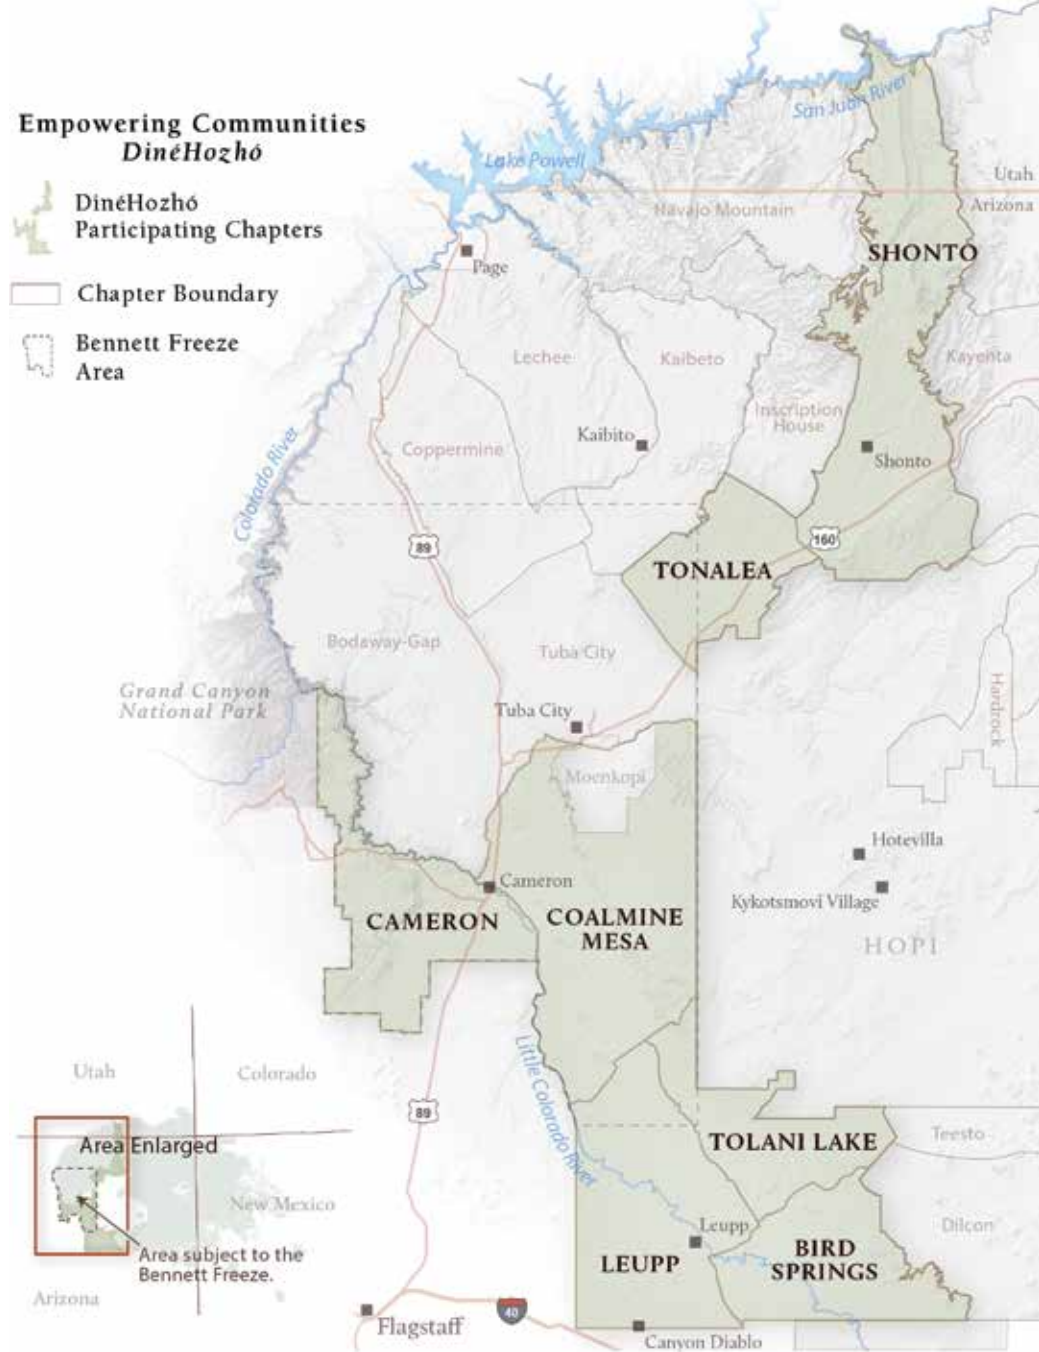 Empowering Communities
DinéHozhó
DinéHozhó
Participating Chapters
Chapter Boundary
Bennett Freeze
Area
San Juan River
Lake Powell
Utah
Arizona
Navajo Mountain
SHONTO
Page
Lechee
Kaibeto
Kayenta
Inscription
House
Kaibito
Coppermine
Shonto
Colorado River
89
160
TONALEA
Bodaway-Gap
Tuba City
Grand Canyon
National Park
Hardrock
Tuba City
Moenkopi
Hotevilla
Cameron
Kykotsmovi Village
CAMERON
COALMINE
MESA
HOPI
Little Colorado River
89
Utah
Colorado
Area Enlarged
New Mexico
Area subject to the
Bennett Freeze.
Arizona
TOLANI LAKE
Teesto
Leupp
Dilcon
LEUPP
BIRD
SPRINGS
40
Flagstaff
Canyon Diablo